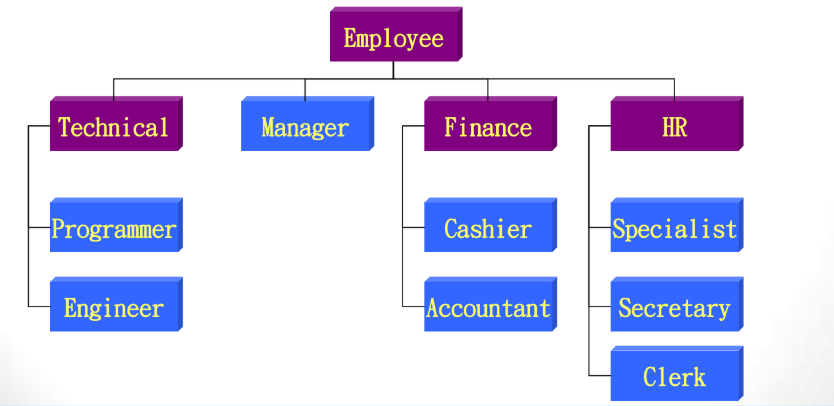 Employee
Technical
Manager
Finance
HR
Programmer
Cashier
Specialist
Engineer
Accountant
Secretary
Clerk